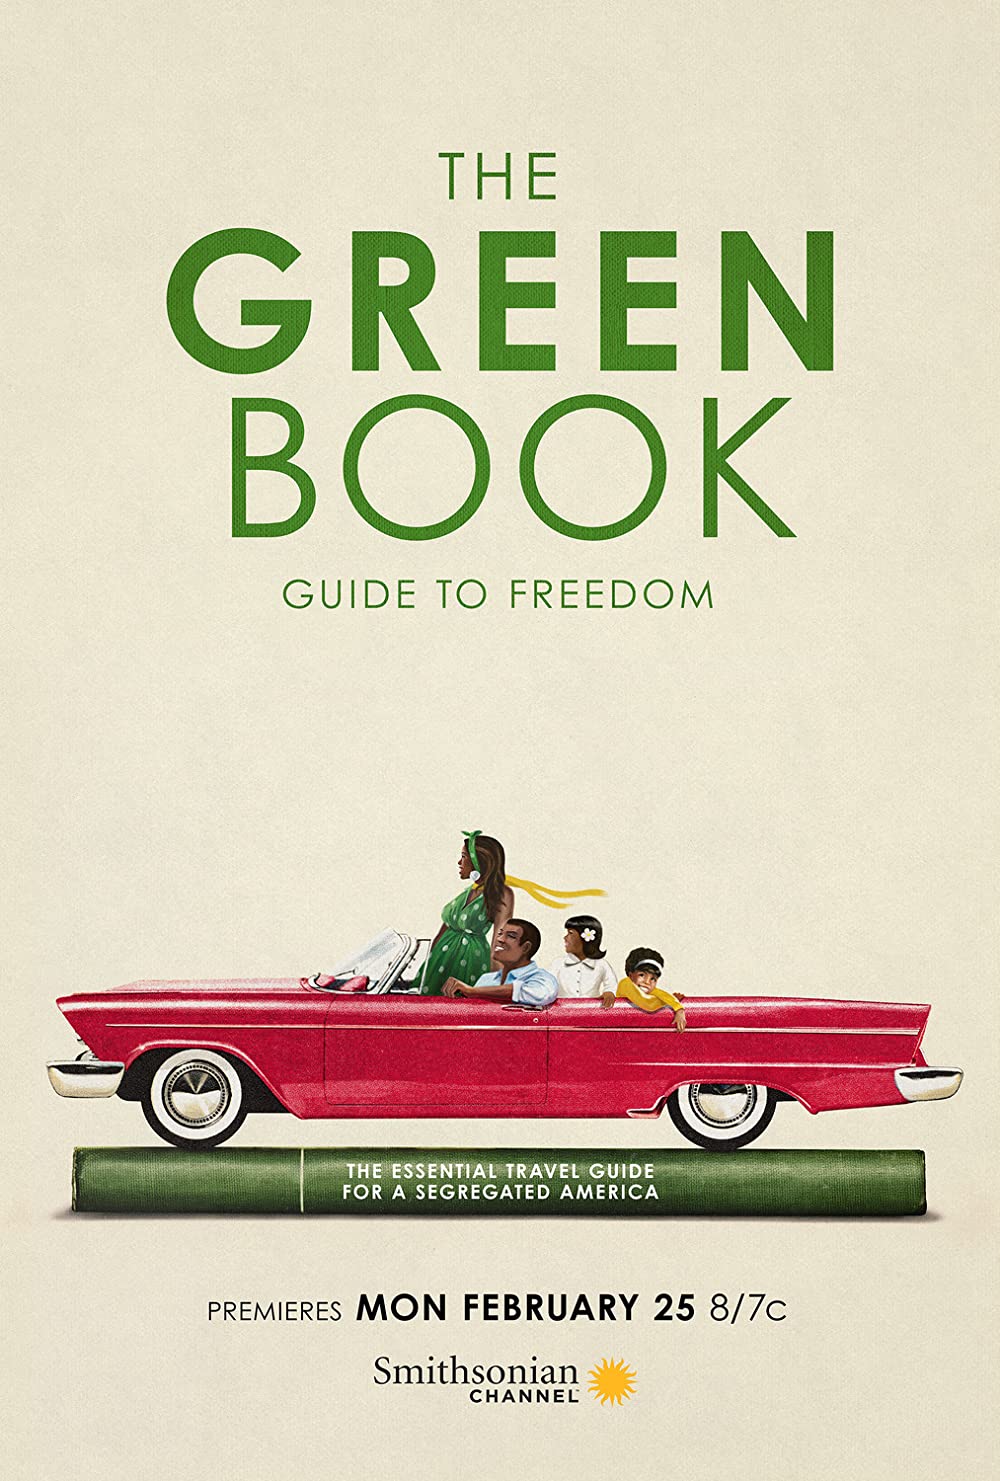 THE
GREEN
BOOK
GUIDE TO FREEDOM
THE ESSENTIAL TRAVEL GUIDE
FOR A SEGREGATED AMERICA
PREMIERES MON FEBRUARY 25 8/7c
Smithsonian
CHANNEL™